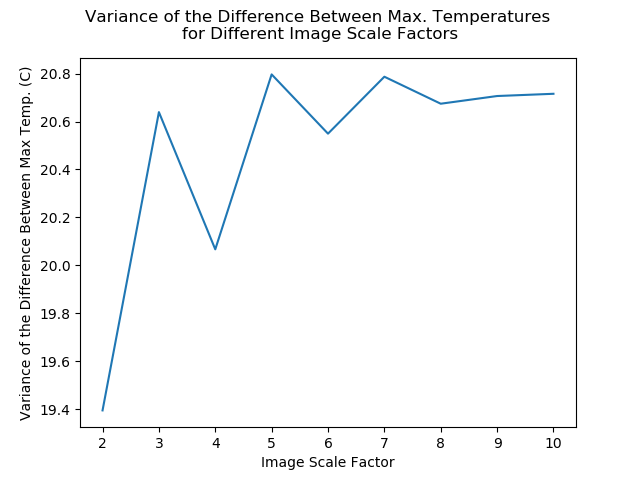 Variance of the Difference Between Max. Temperatures
for Different Image Scale Factors
Variance of the Difference Between Max Temp. (C)
20.8
20.6
20.4
20.2
20.0
19.8
19.6
19.4
2 3 4 5 6 7 8 9 10
Image Scale Factor